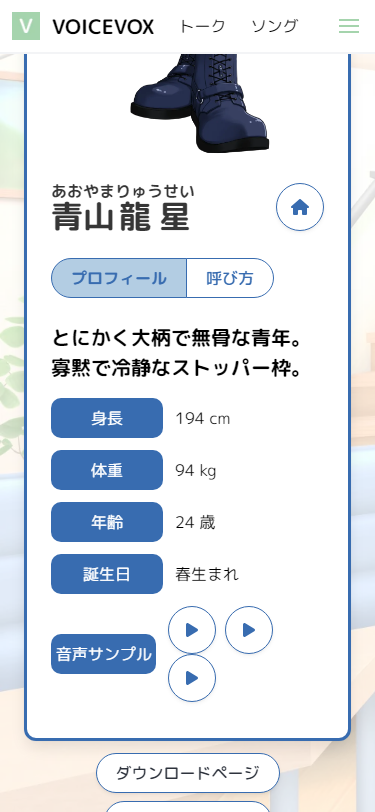 V VOICEVOX トーク ソング
あおやまりゅうせい
青山 龍星
プロフィール 呼び方
とにかく大柄で無骨な青年。
寡黙で冷静なストッパー枠。
身長 194 cm
体重 94 kg
年齢 24 歳
誕生日 春生まれ
音声サンプル
ダウンロードページ